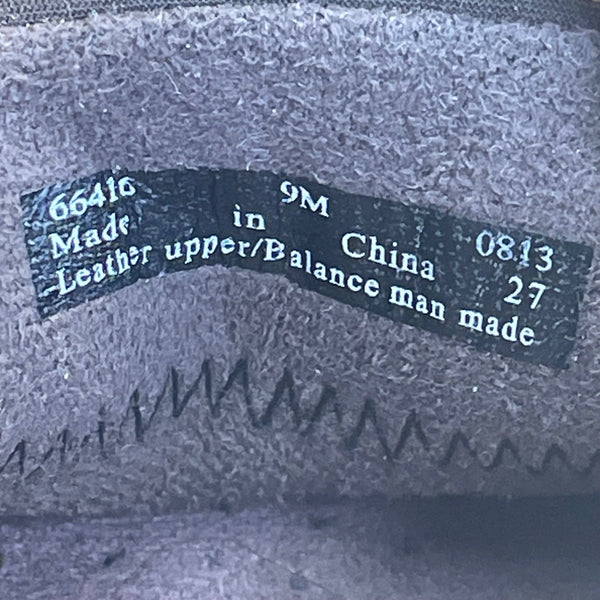 66416 9M 0813
Made in China 27
Leather upper/Balance man made